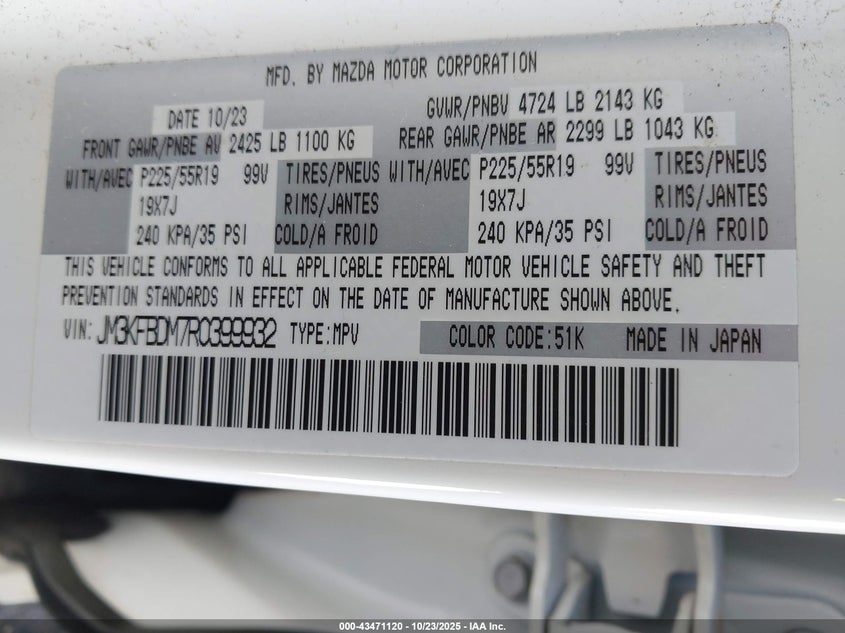 MFD. BY MAZDA MOTOR CORPORATION
DATE 10/23 GVWR/PNBV 4724 LB 2143 KG
FRONT GAWR/PNBE AV 2425 LB 1100 KG REAR GAWR/PNBE AR 2299 LB 1043 KG
WITH/AVEC P225/55R19 99V TIRES/PNEUS WITH/AVEC P225/55R19 99V TIRES/PNEUS
19X7J RIMS/JANTES 19X7J RIMS/JANTES
240 KPA/35 PSI COLD/A FROID 240 KPA/35 PSI COLD/A FROID
THIS VEHICLE CONFORMS TO ALL APPLICABLE FEDERAL MOTOR VEHICLE SAFETY AND THEFT
PREVENTION STANDARDS IN EFFECT ON THE DATE OF MANUFACTURE SHOWN ABOVE.
VIN: JM3KFBDM7R0399932 TYPE:MPV COLOR CODE:51K MADE IN JAPAN
000-43471120 - 10/23/2025 - IAA Inc.